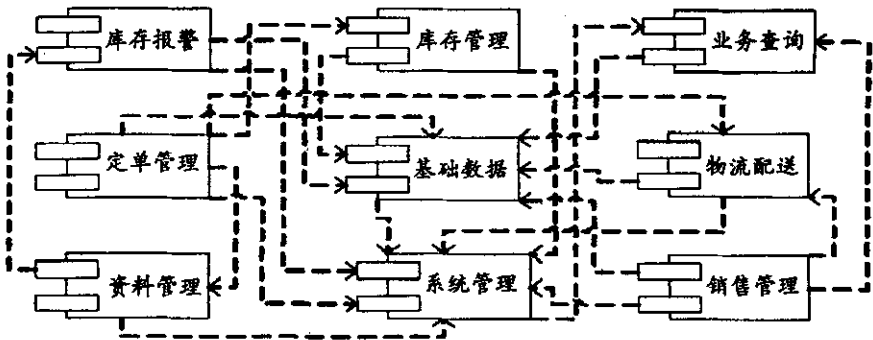 库存报警
库存管理
业务查询
定单管理
基础数据
物流配送
资料管理
系统管理
销售管理